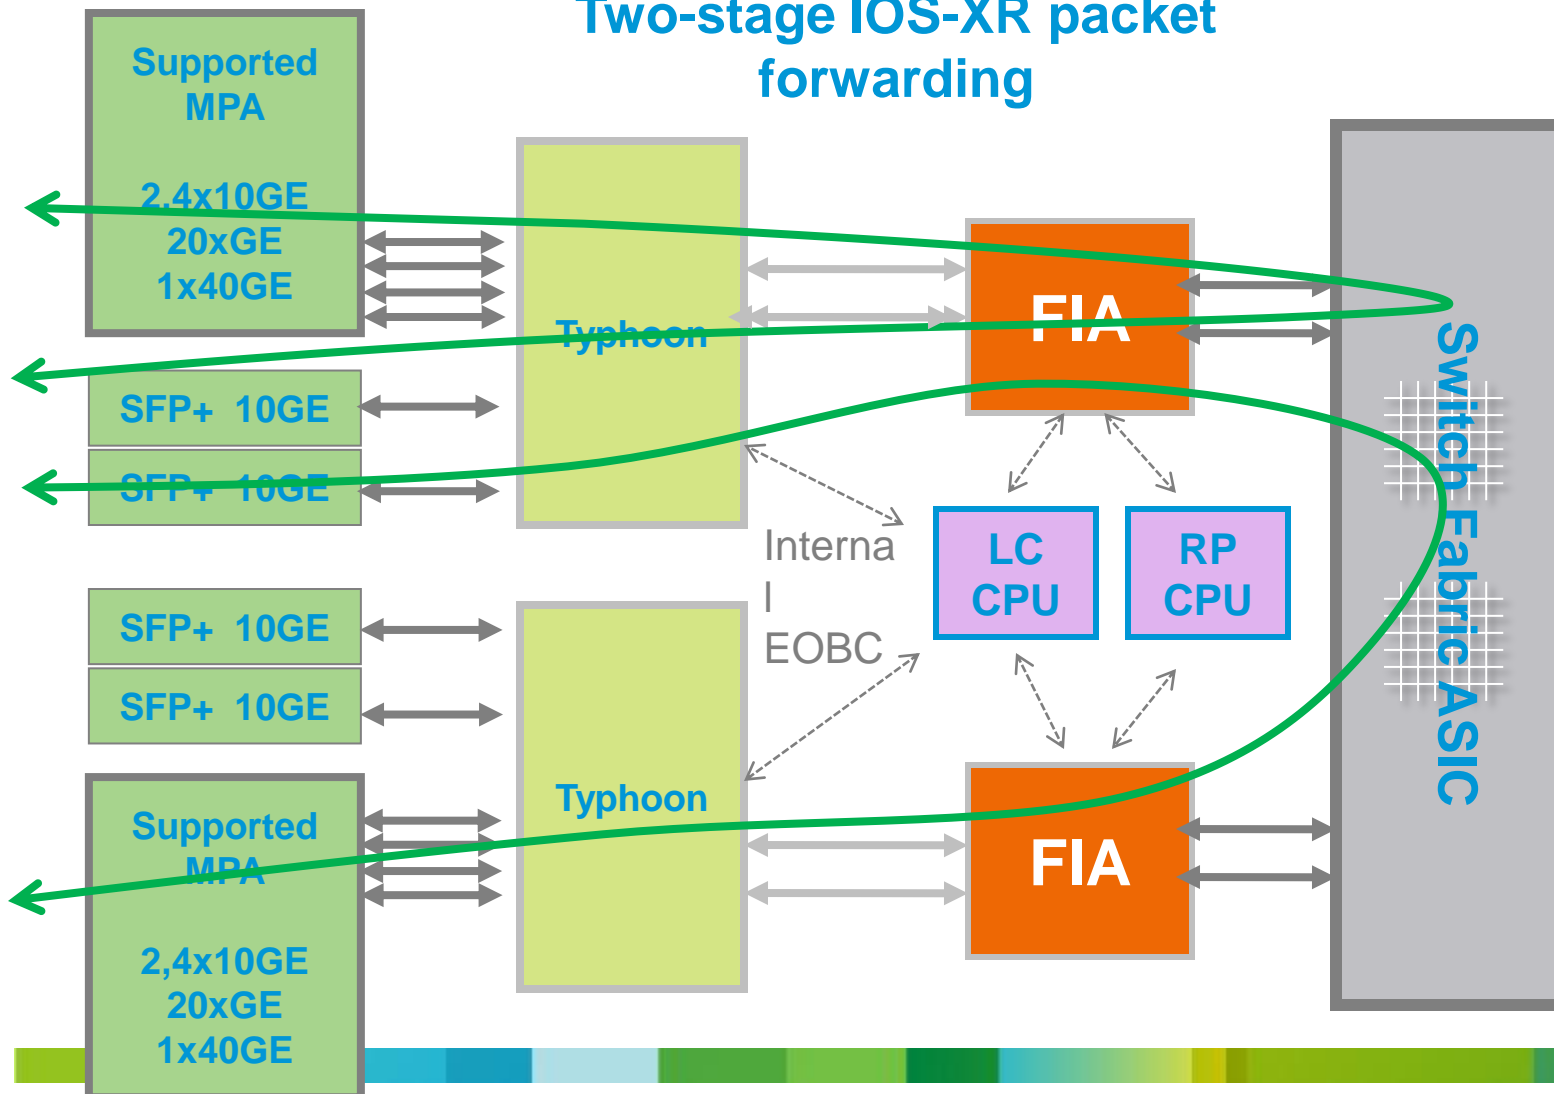 Two-stage IOS-XR packet
forwarding
Supported
MPA
2,4x10GE
20xGE
1x40GE
SFP+ 10GE
SFP+ 10GE
SFP+ 10GE
SFP+ 10GE
Supported
MPA
2,4x10GE
20xGE
1x40GE
Typhoon
Typhoon
FIA
FIA
Interna
l
EOBC
LC
CPU
RP
CPU
Switch Fabric ASIC